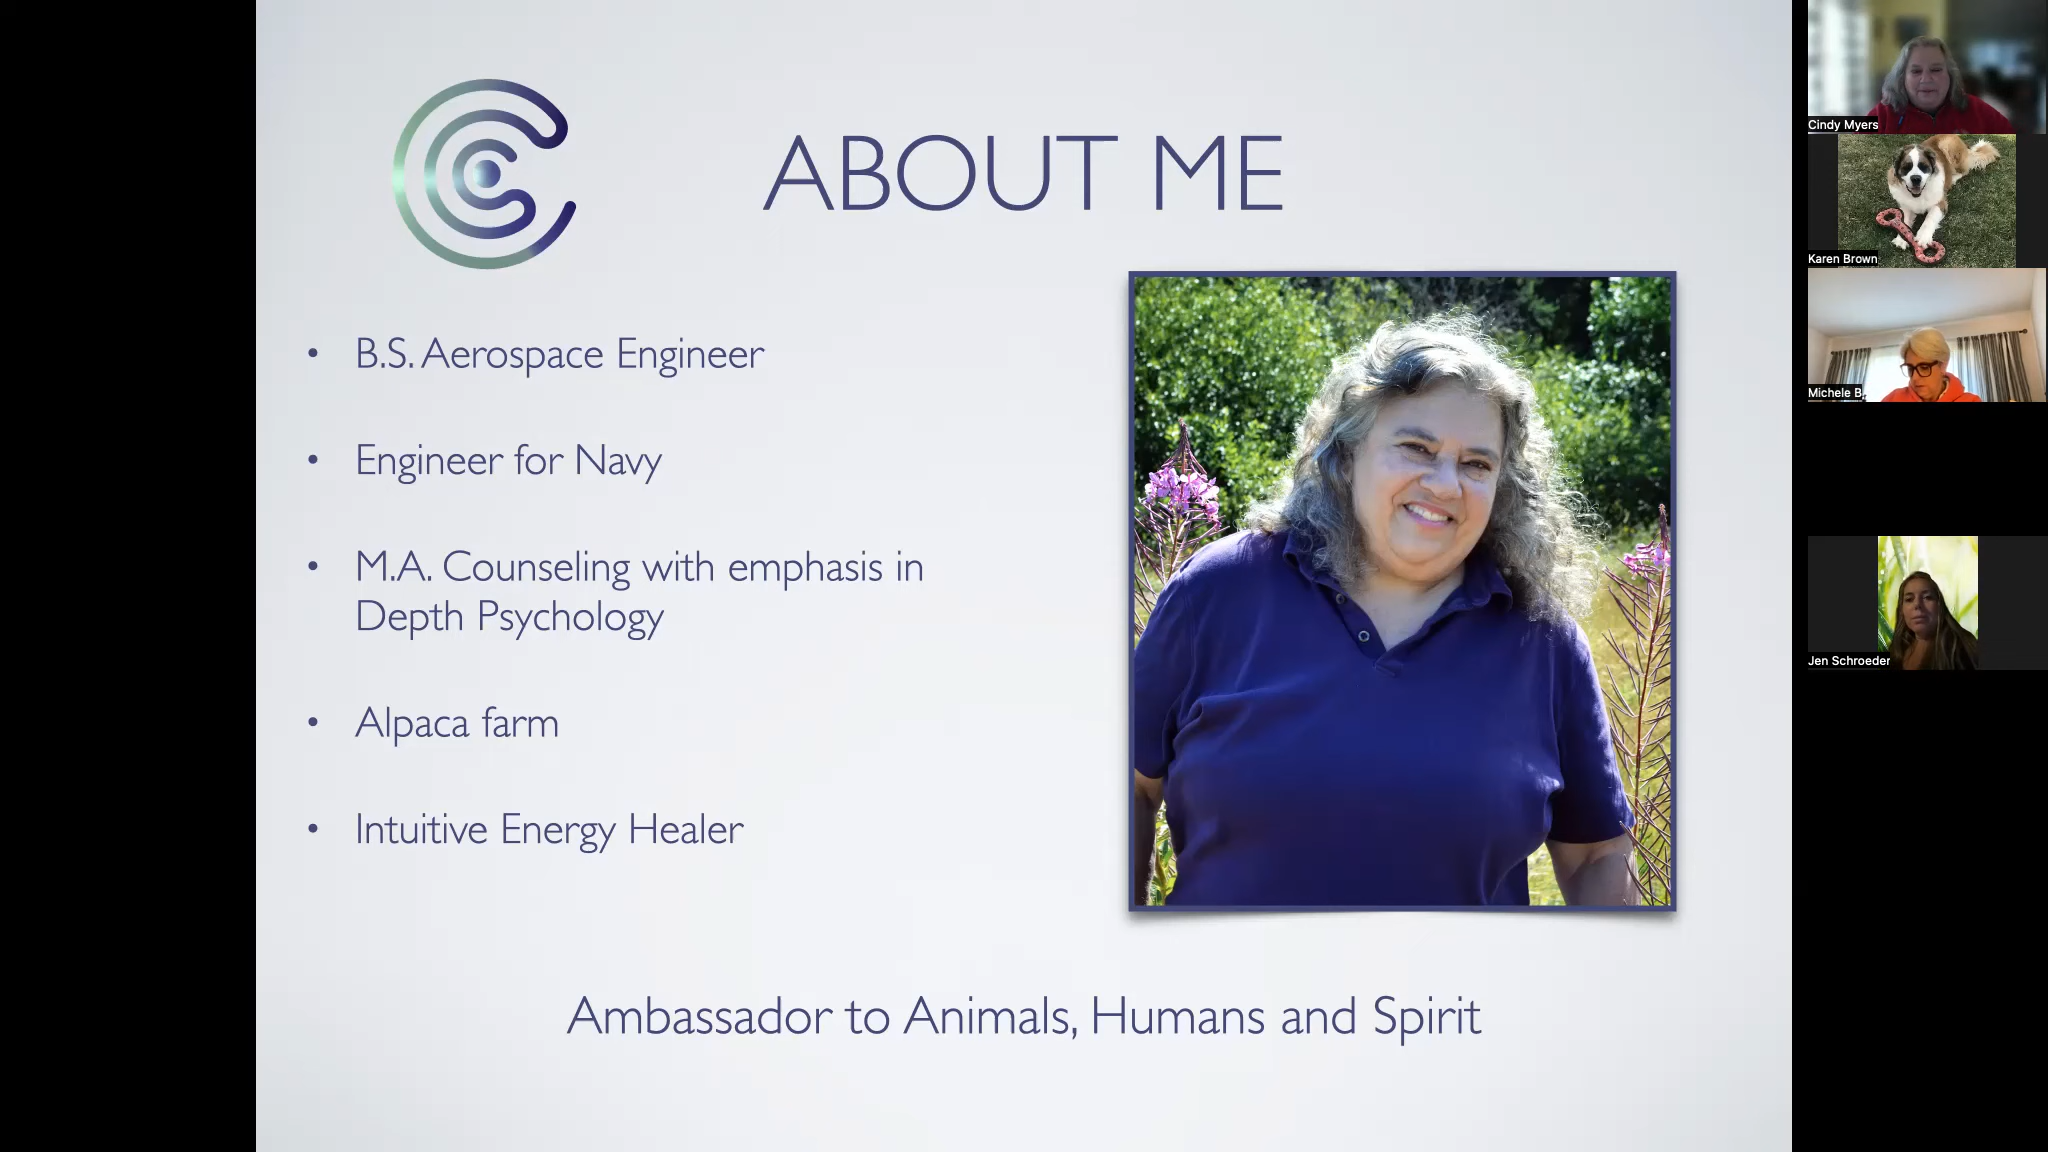 ABOUT ME
• B.S. Aerospace Engineer
• Engineer for Navy
• M.A. Counseling with emphasis in
Depth Psychology
• Alpaca farm
• Intuitive Energy Healer
Ambassador to Animals, Humans and Spirit
Cindy Myers
Karen Brown
Michele B
Jen Schroeder